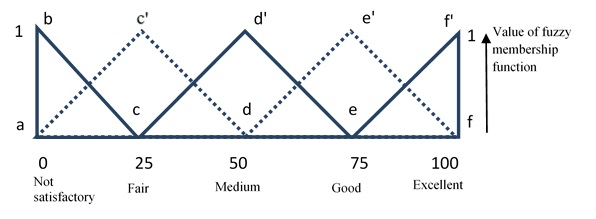 b c' d' e' f'
1 1 Value of fuzzy
membership
function
a c d e f
0 25 50 75 100
Not
satisfactory Fair Medium Good Excellent